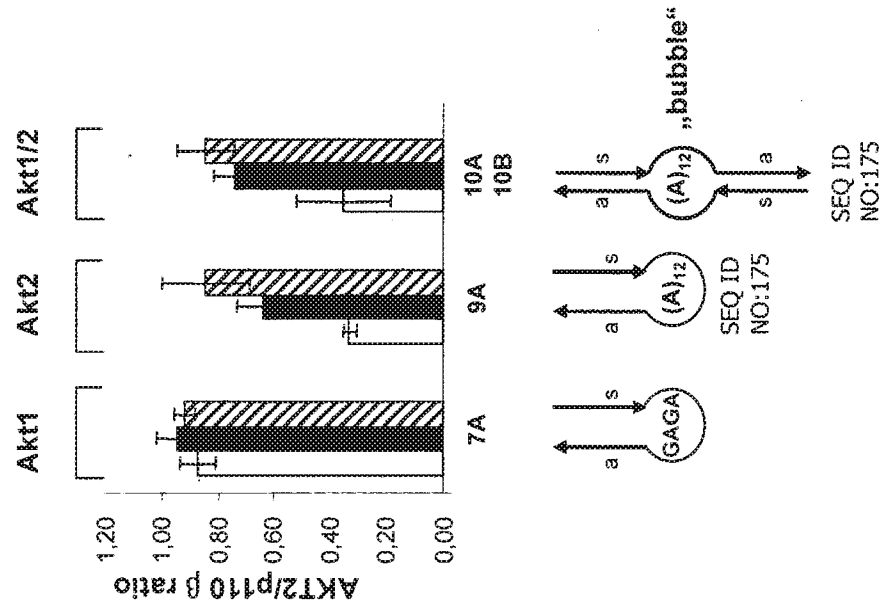 Akt1
Akt2
Akt1/2
AKT2/p110 β ratio
1,20
1,00
0,80
0,60
0,40
0,20
0,00
7A
9A
10A
10B
a
s
GAGA
a
s
(A)12
SEQ ID
NO:175
a
s
(A)12
s
a
„bubble“
SEQ ID
NO:175